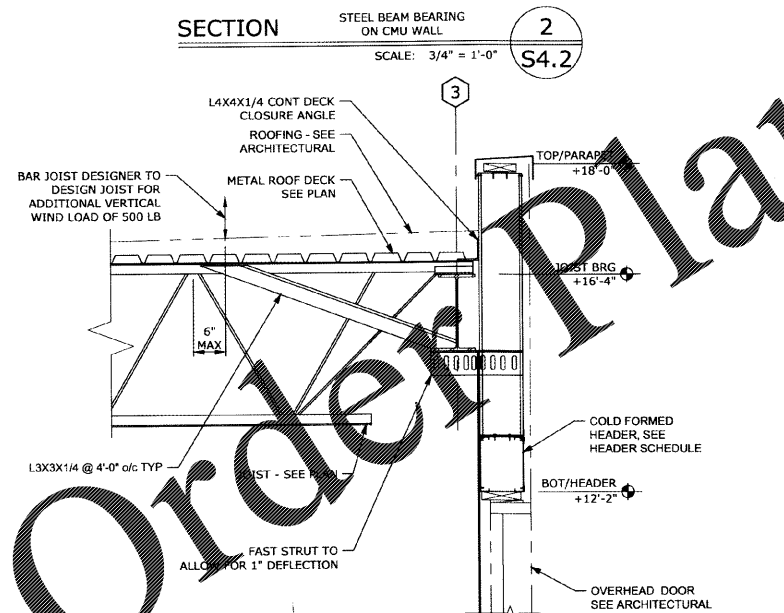 SECTION
STEEL BEAM BEARING
ON CMU WALL
SCALE: 3/4" = 1'-0"
2
S4.2
3
L4X4X1/4 CONT DECK
CLOSURE ANGLE
ROOFING - SEE
ARCHITECTURAL
TOP/PARAPET
+18'-0"
BAR JOIST DESIGNER TO
DESIGN JOIST FOR
ADDITIONAL VERTICAL
WIND LOAD OF 500 LB
METAL ROOF DECK
SEE PLAN
JOIST BRG
+16'-4"
6"
MAX
COLD FORMED
HEADER, SEE
HEADER SCHEDULE
L3X3X1/4 @ 4'-0" o/c TYP
JOIST - SEE PLAN
BOT/HEADER
+12'-2"
FAST STRUT TO
ALLOW FOR 1" DEFLECTION
OVERHEAD DOOR
SEE ARCHITECTURAL
Order Pla